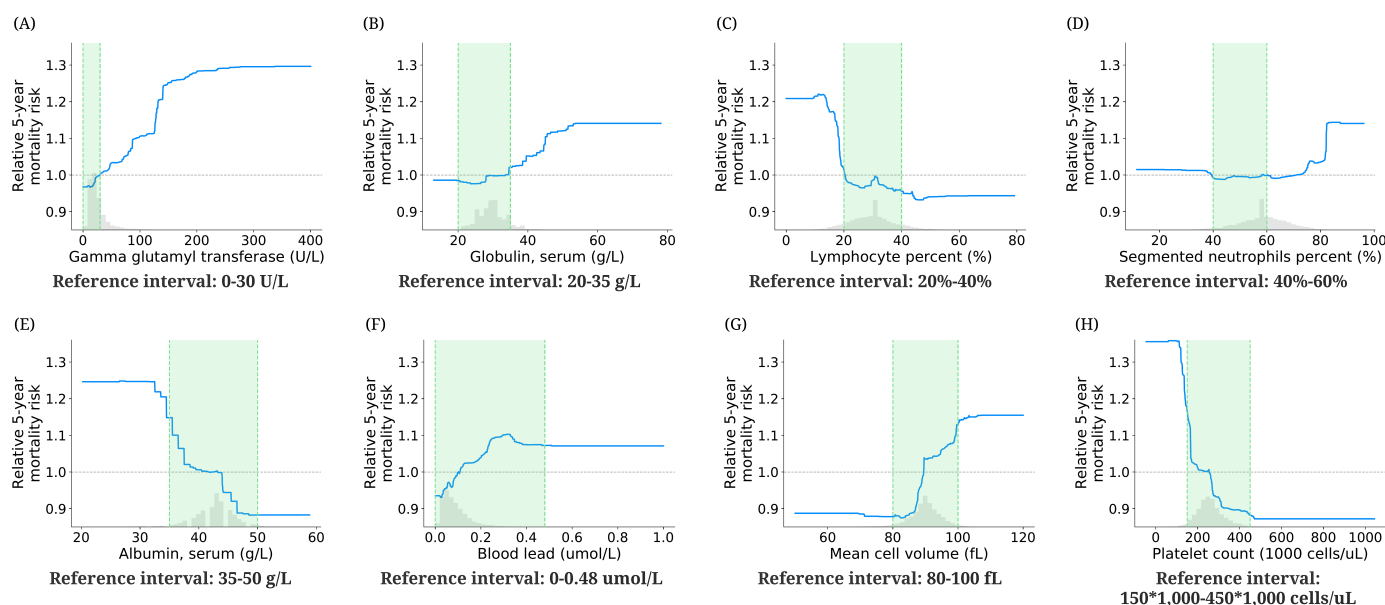 (A)
Relative 5-year
mortality risk
1.3
1.2
1.1
1.0
0.9
0 100 200 300 400
Gamma glutamyl transferase (U/L)
Reference interval: 0-30 U/L
(B)
Relative 5-year
mortality risk
1.3
1.2
1.1
1.0
0.9
20 40 60 80
Globulin, serum (g/L)
Reference interval: 20-35 g/L
(C)
Relative 5-year
mortality risk
1.3
1.2
1.1
1.0
0.9
0 20 40 60 80
Lymphocyte percent (%)
Reference interval: 20%-40%
(D)
Relative 5-year
mortality risk
1.3
1.2
1.1
1.0
0.9
20 40 60 80 100
Segmented neutrophils percent (%)
Reference interval: 40%-60%
(E)
Relative 5-year
mortality risk
1.3
1.2
1.1
1.0
0.9
20 30 40 50 60
Albumin, serum (g/L)
Reference interval: 35-50 g/L
(F)
Relative 5-year
mortality risk
1.3
1.2
1.1
1.0
0.9
0.0 0.2 0.4 0.6 0.8 1.0
Blood lead (umol/L)
Reference interval: 0-0.48 umol/L
(G)
Relative 5-year
mortality risk
1.3
1.2
1.1
1.0
0.9
60 80 100 120
Mean cell volume (fL)
Reference interval: 80-100 fL
(H)
Relative 5-year
mortality risk
1.3
1.2
1.1
1.0
0.9
0 200 400 600 800 1000
Platelet count (1000 cells/uL)
Reference interval:
150*1,000-450*1,000 cells/uL